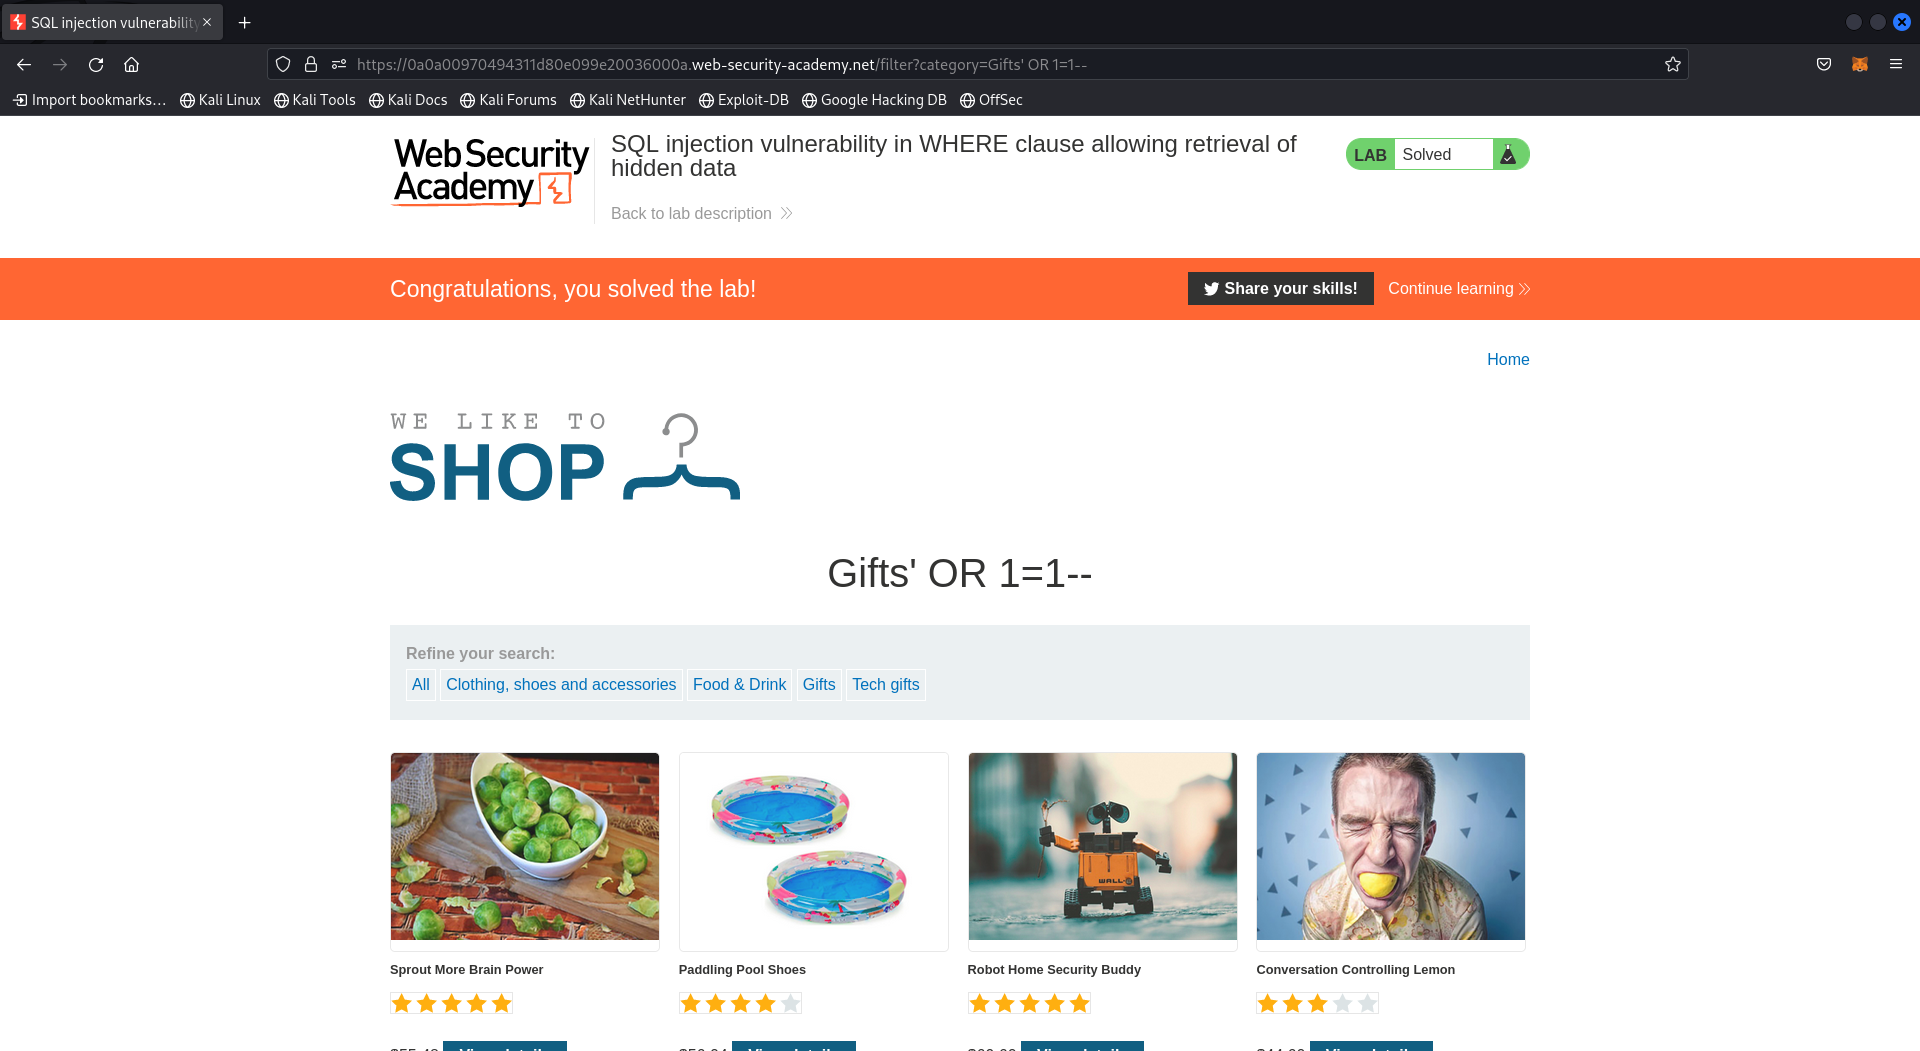 SQL injection vulnerability
https://0a0a00970494311d80e099e20036000a.web-security-academy.net/filter?category=Gifts' OR 1=1--
Import bookmarks... Kali Linux Kali Tools Kali Docs Kali Forums Kali NetHunter Exploit-DB Google Hacking DB OffSec
Web Security
Academy
SQL injection vulnerability in WHERE clause allowing retrieval of
hidden data
Back to lab description
LAB Solved
Congratulations, you solved the lab!
Share your skills! Continue learning
Home
WE LIKE TO
SHOP
Gifts' OR 1=1--
Refine your search:
All Clothing, shoes and accessories Food & Drink Gifts Tech gifts
WALL-E
Sprout More Brain Power Paddling Pool Shoes Robot Home Security Buddy Conversation Controlling Lemon